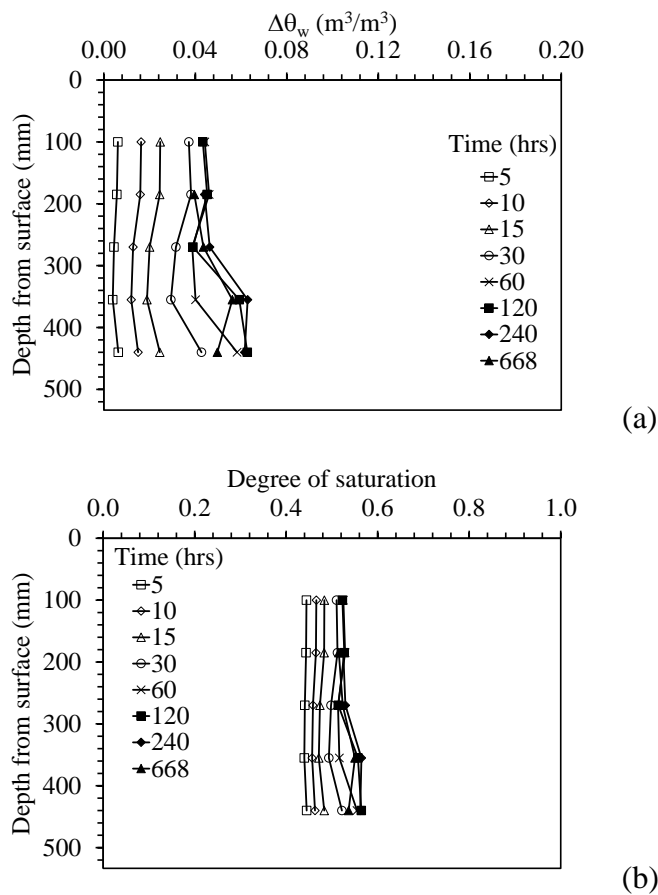 Δθw (m³/m³)
0.00 0.04 0.08 0.12 0.16 0.20
Depth from surface (mm)
0
100
200
300
400
500
Time (hrs)
5
10
15
30
60
120
240
668
(a)
Degree of saturation
0.0 0.2 0.4 0.6 0.8 1.0
Depth from surface (mm)
0
100
200
300
400
500
Time (hrs)
5
10
15
30
60
120
240
668
(b)